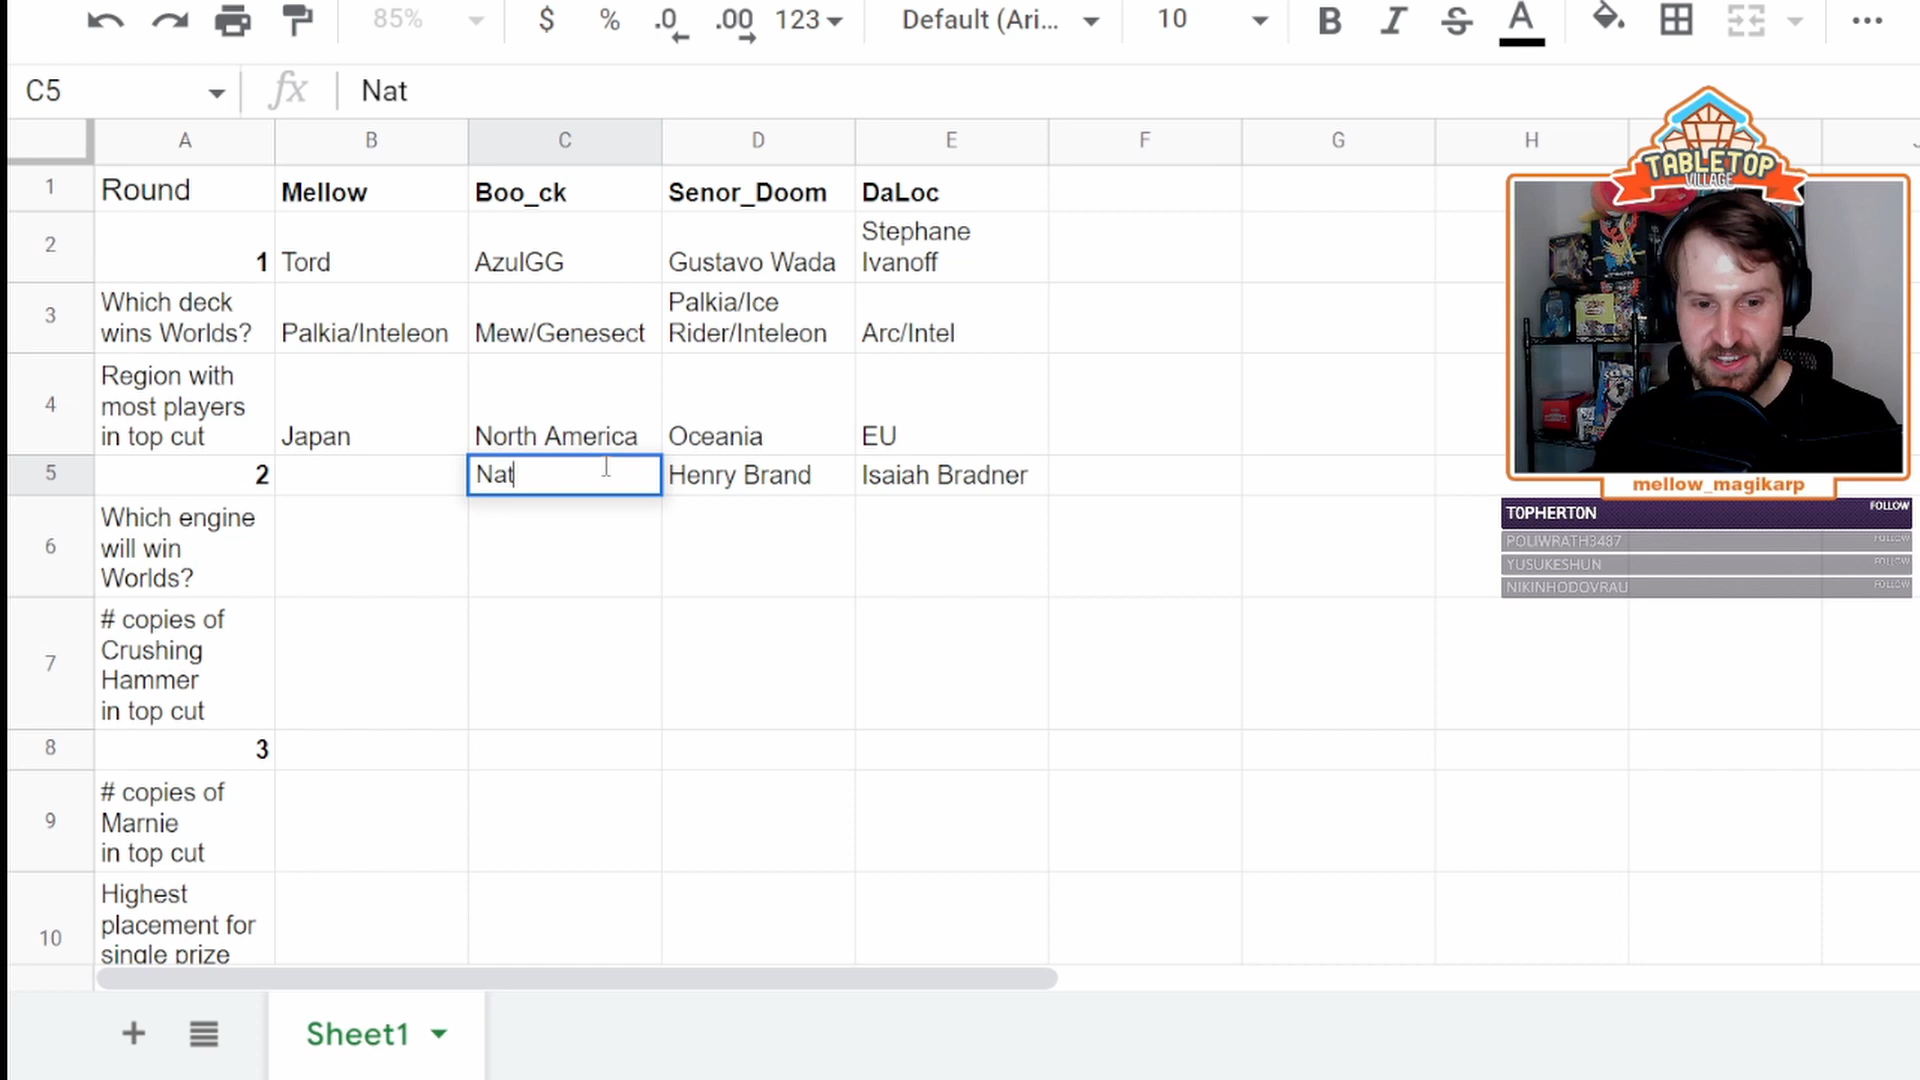 85%
$ % .0 .00 123
Default (Ari...
10
B I S A
C5
fx
Nat
A B C D E F G H
Round Mellow Boo_ck Senor_Doom DaLoc
1
2
1 Tord AzulGG Gustavo Wada
Stephane
Ivanoff
3
Which deck
wins Worlds?
Palkia/Inteleon Mew/Genesect
Palkia/Ice
Rider/Inteleon
Arc/Intel
4
Region with
most players
in top cut
Japan North America Oceania EU
5
2 Nat Henry Brand Isaiah Bradner
6
Which engine
will win
Worlds?
7
# copies of
Crushing
Hammer
in top cut
8
3
9
# copies of
Marnie
in top cut
10
Highest
placement for
single prize
Sheet1
TABLETOP
VILLAGE
mellow_magikarp
T0PHERT0N FOLLOW
POLIWRATH3487 FOLLOW
YUSUKESHUN FOLLOW
NIKINHODOVRAU FOLLOW